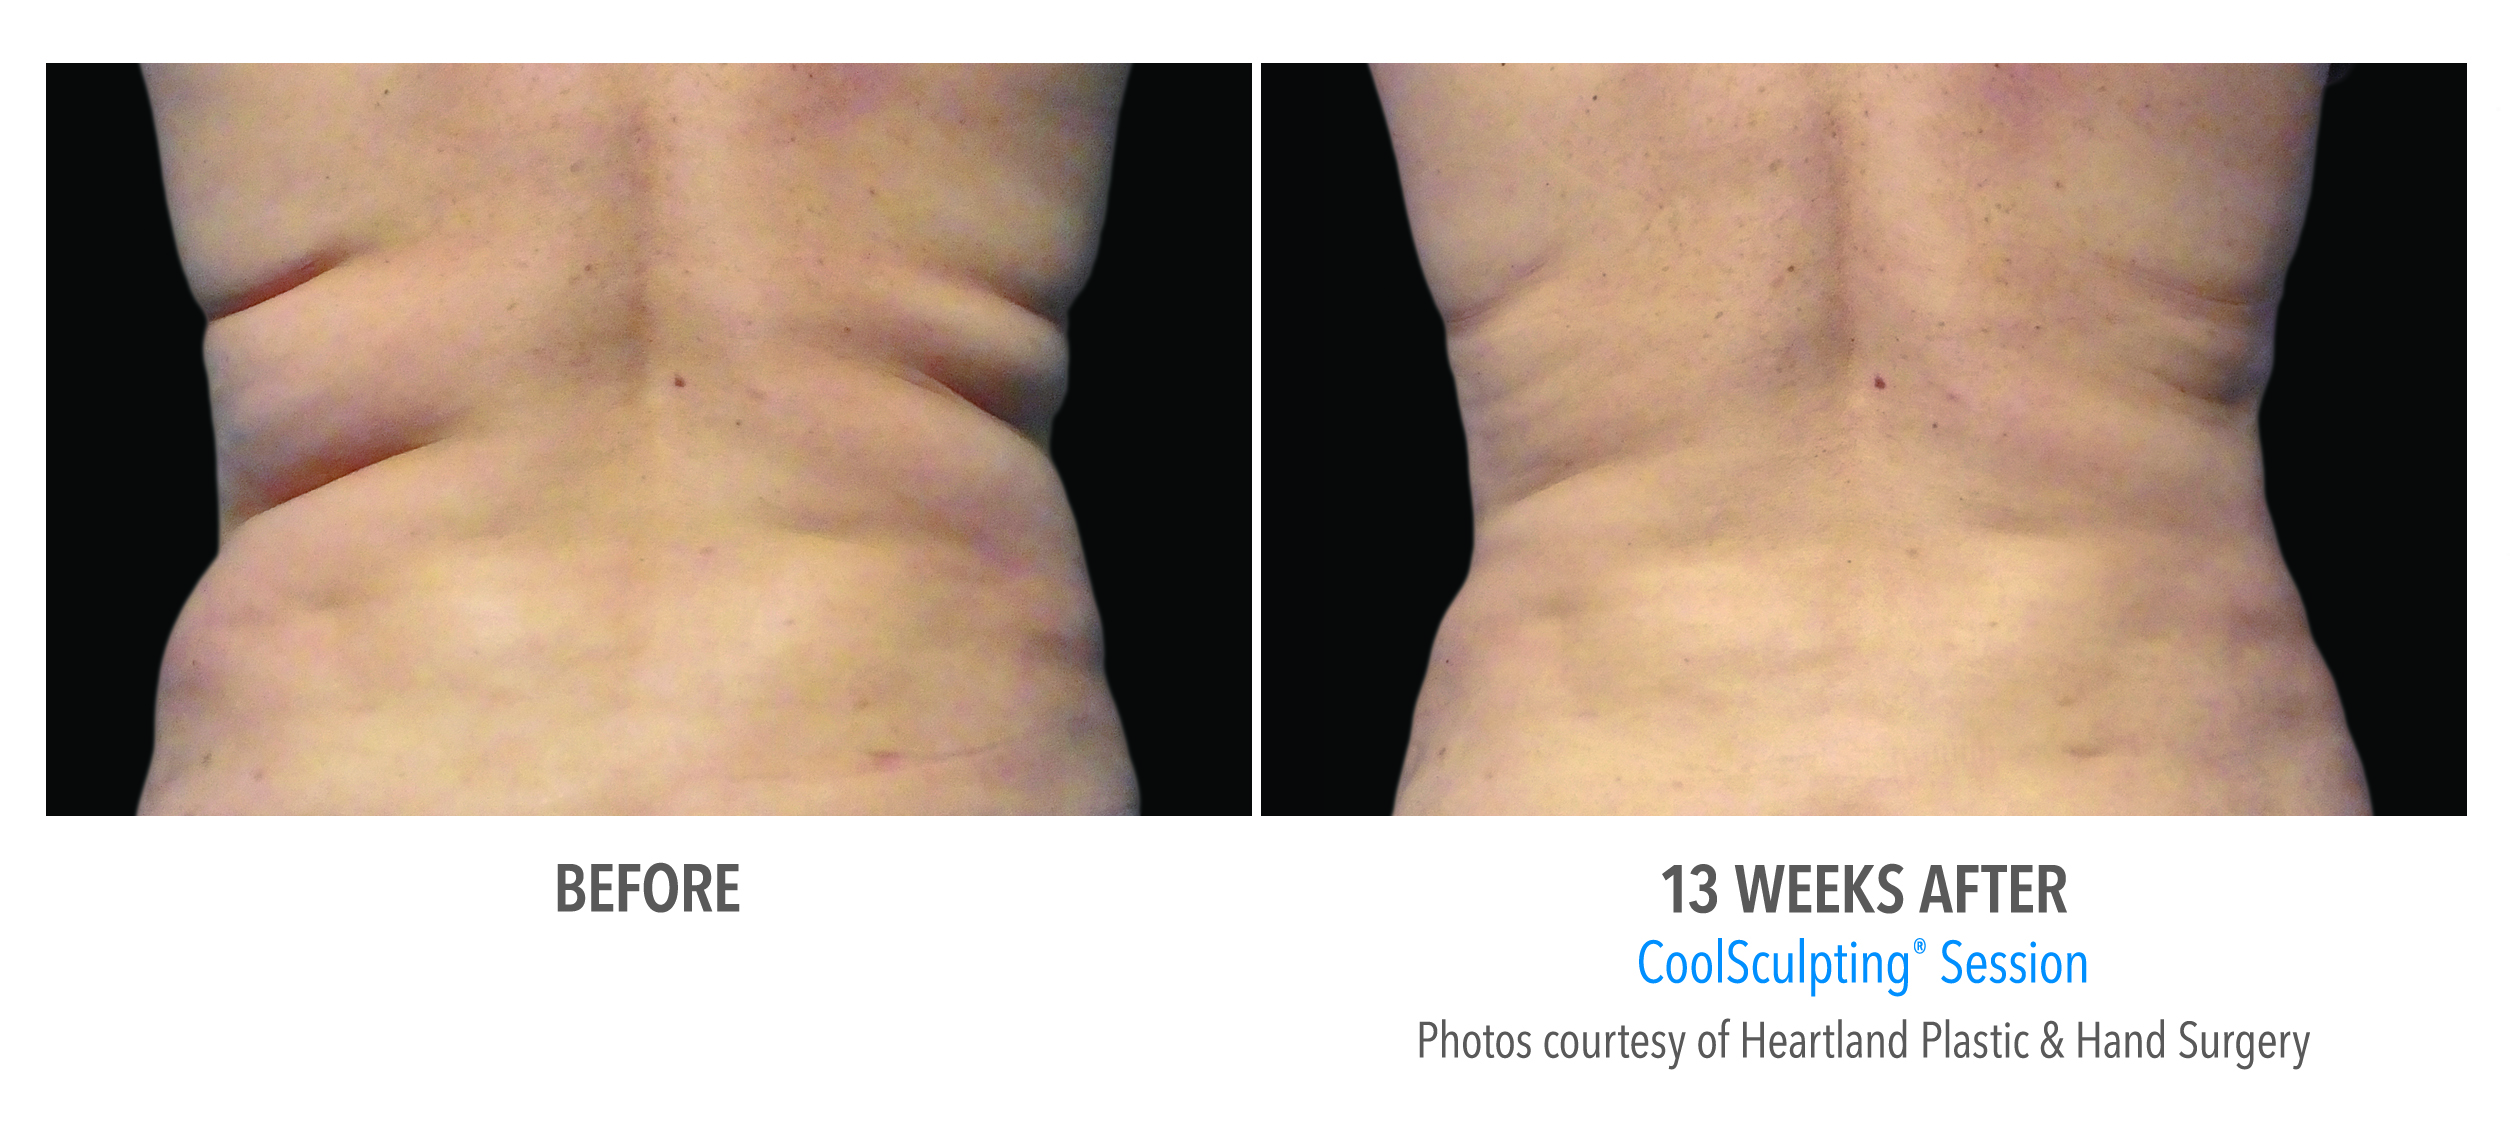 BEFORE
13 WEEKS AFTER
CoolSculpting® Session
Photos courtesy of Heartland Plastic & Hand Surgery